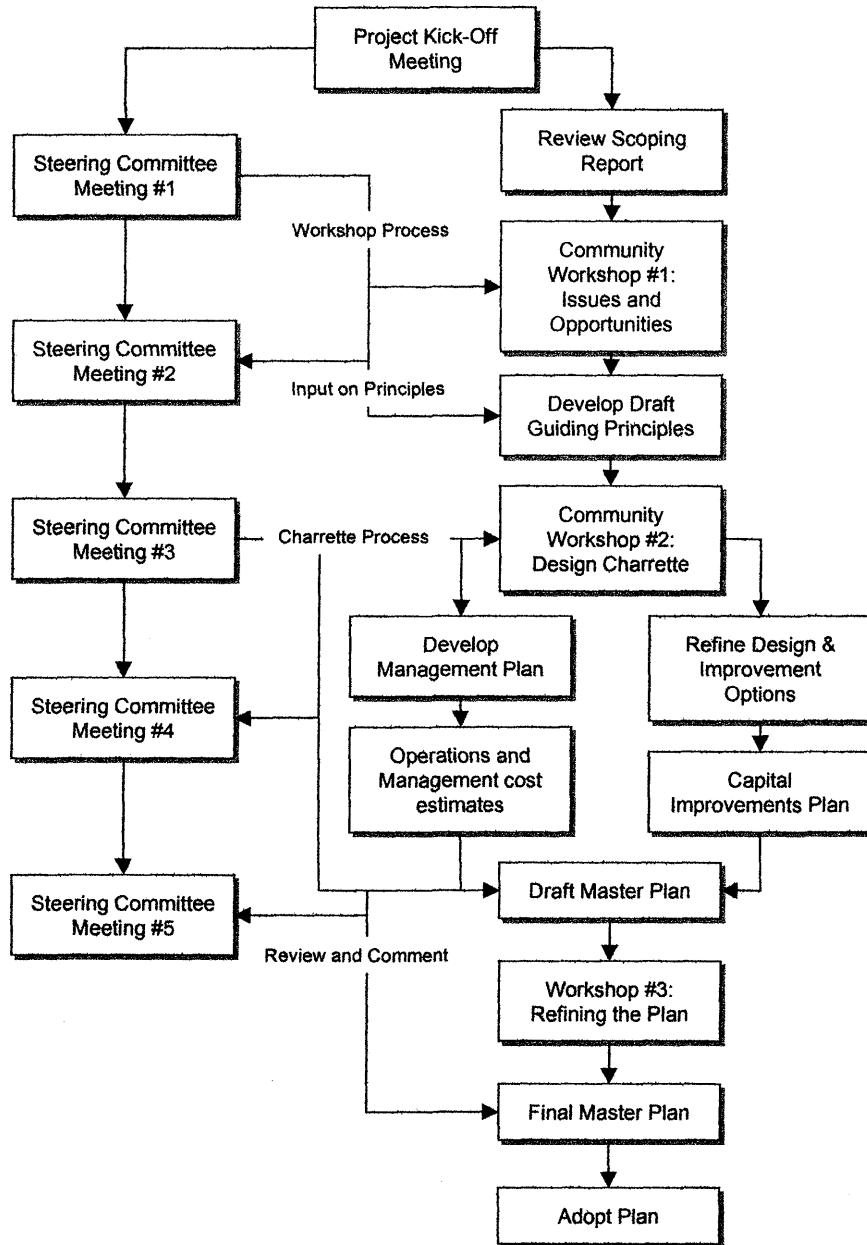 Project Kick-Off
Meeting
Steering Committee
Meeting #1
Review Scoping
Report
Workshop Process
Community
Workshop #1:
Issues and
Opportunities
Steering Committee
Meeting #2
Input on Principles
Develop Draft
Guiding Principles
Steering Committee
Meeting #3
Charrette Process
Community
Workshop #2:
Design Charrette
Develop
Management Plan
Refine Design &
Improvement
Options
Steering Committee
Meeting #4
Operations and
Management cost
estimates
Capital
Improvements Plan
Steering Committee
Meeting #5
Draft Master Plan
Review and Comment
Workshop #3:
Refining the Plan
Final Master Plan
Adopt Plan